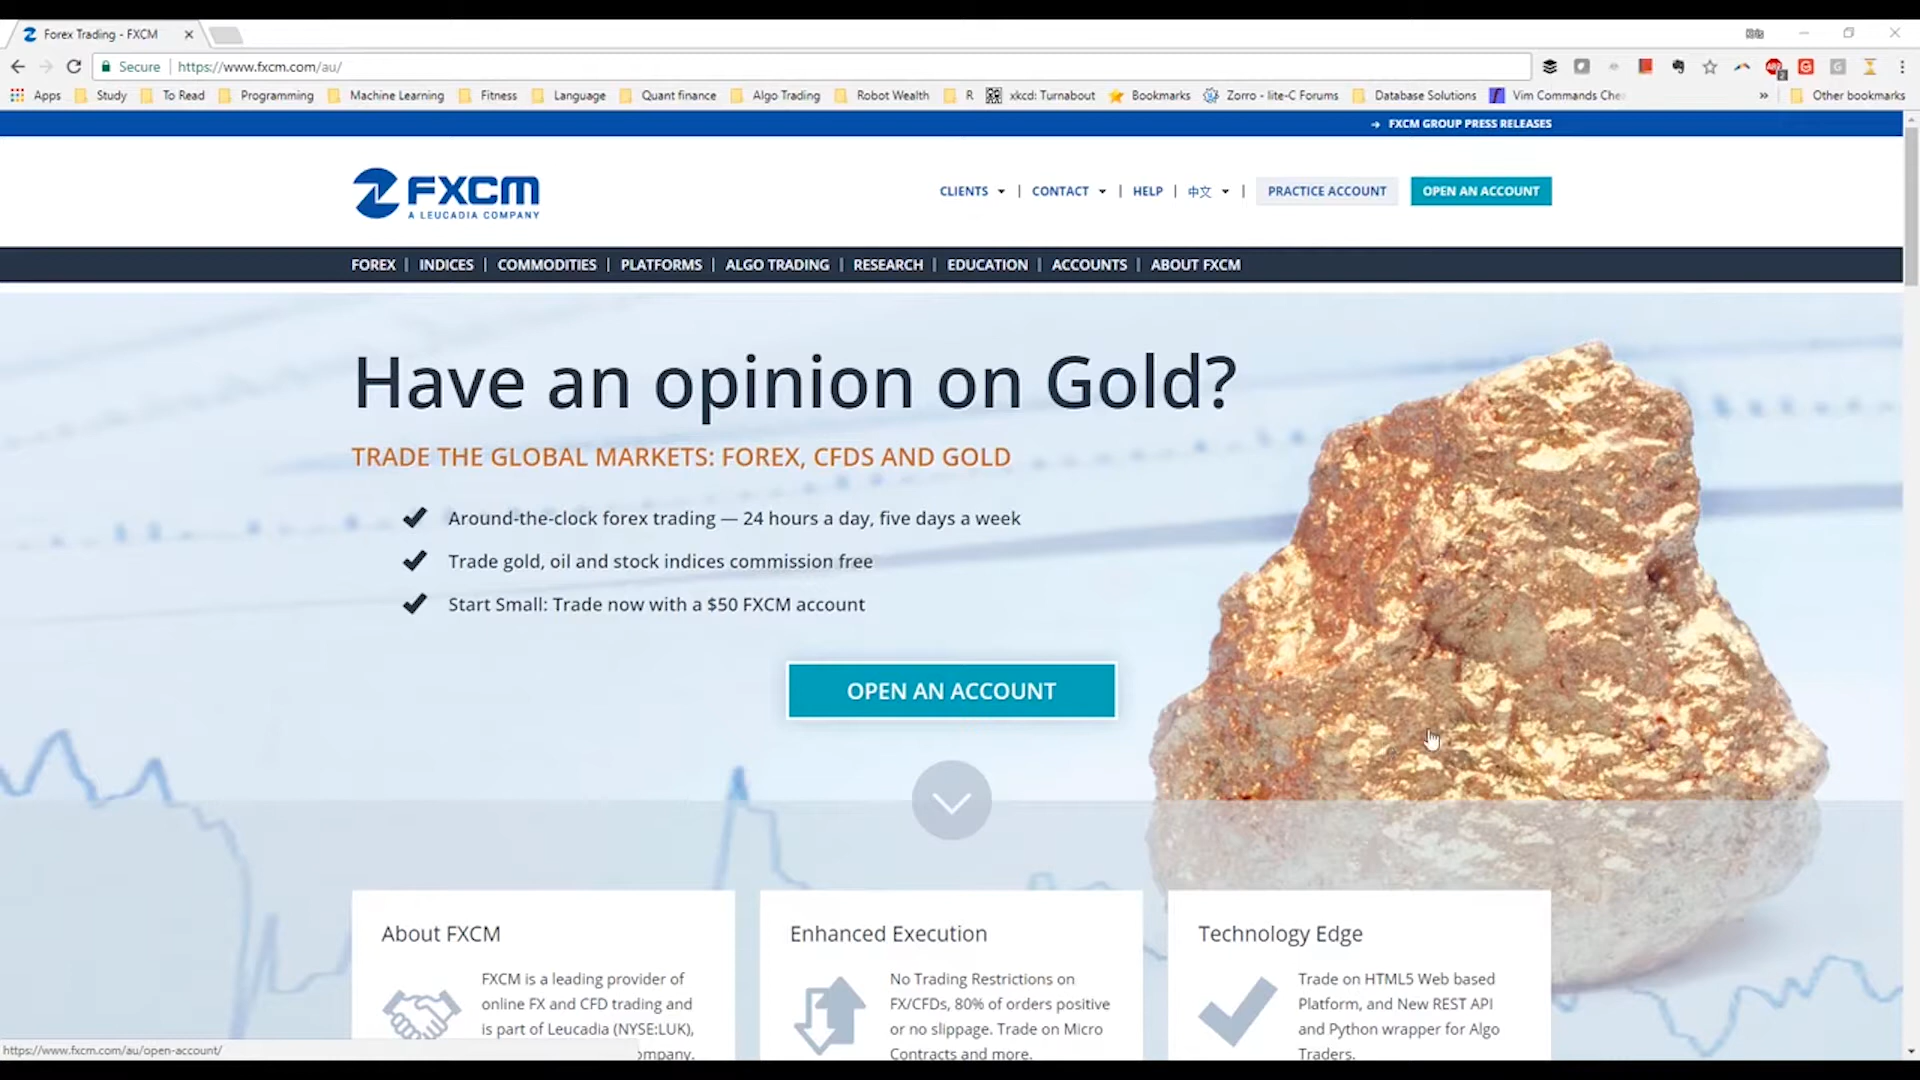 Forex Trading - FXCM
Secure https://www.fxcm.com/au/
Apps Study To Read Programming Machine Learning Fitness Language Quant finance Algo Trading Robot Wealth R xkcd: Turnabout Bookmarks Zorro - lite-C Forums Database Solutions Vim Commands Che » Other bookmarks
FXCM GROUP PRESS RELEASES
FXCM
A LEUCADIA COMPANY
CLIENTS | CONTACT | HELP | 中文 | PRACTICE ACCOUNT OPEN AN ACCOUNT
FOREX | INDICES | COMMODITIES | PLATFORMS | ALGO TRADING | RESEARCH | EDUCATION | ACCOUNTS | ABOUT FXCM
Have an opinion on Gold?
TRADE THE GLOBAL MARKETS: FOREX, CFDS AND GOLD
Around-the-clock forex trading — 24 hours a day, five days a week
Trade gold, oil and stock indices commission free
Start Small: Trade now with a $50 FXCM account
OPEN AN ACCOUNT
About FXCM
FXCM is a leading provider of
online FX and CFD trading and
is part of Leucadia (NYSE:LUK),
ompany.
Enhanced Execution
No Trading Restrictions on
FX/CFDs, 80% of orders positive
or no slippage. Trade on Micro
Contracts and more.
Technology Edge
Trade on HTML5 Web based
Platform, and New REST API
and Python wrapper for Algo
Traders.
https://www.fxcm.com/au/open-account/